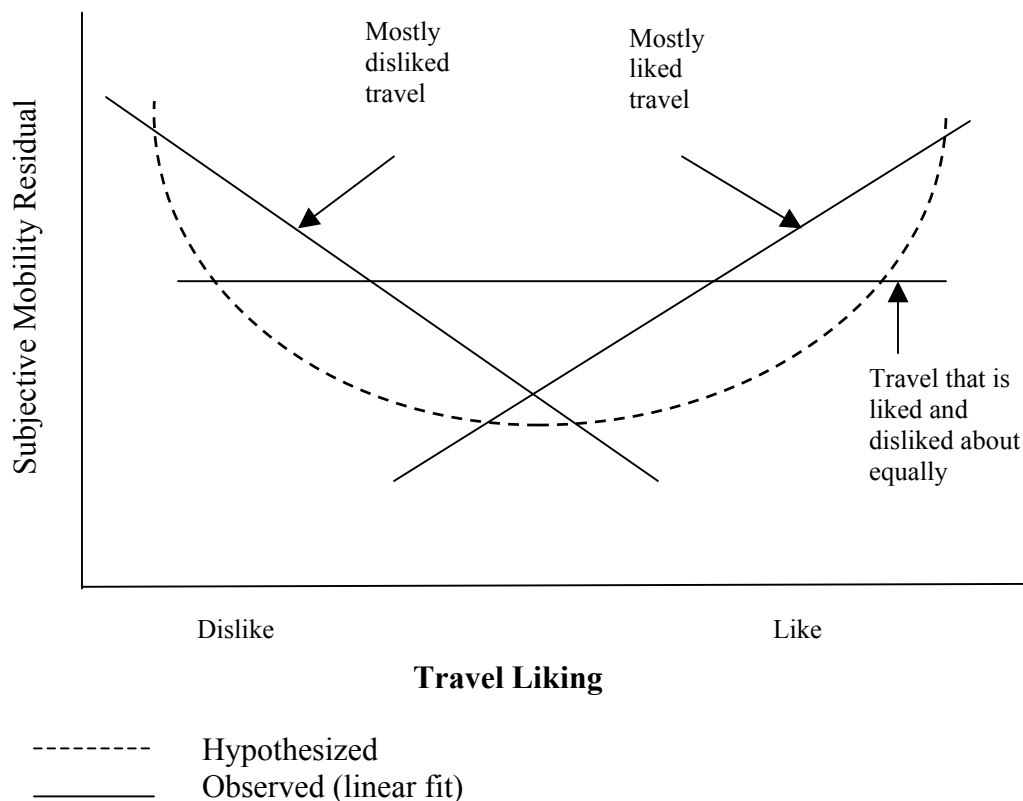 Mostly
disliked
travel
Mostly
liked
travel
Subjective Mobility Residual
Travel that is
liked and
disliked about
equally
Dislike
Like
Travel Liking
Hypothesized
Observed (linear fit)